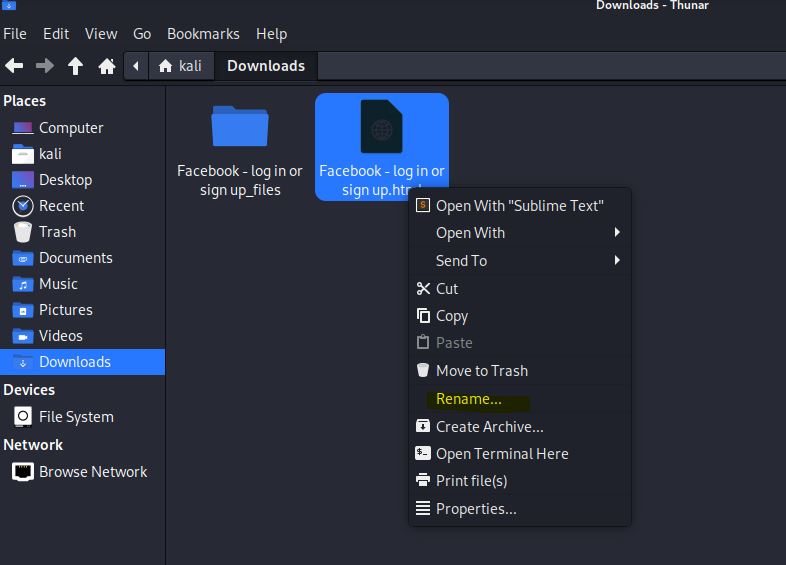 Downloads - Thunar
File Edit View Go Bookmarks Help
kali Downloads
Places
Computer
kali
Desktop
Recent
Trash
Documents
Music
Pictures
Videos
Downloads
Devices
File System
Network
Browse Network
Facebook - log in or
sign up_files
Facebook - log in or
sign up.html
Open With "Sublime Text"
Open With
Send To
Cut
Copy
Paste
Move to Trash
Rename...
Create Archive...
Open Terminal Here
Print file(s)
Properties...